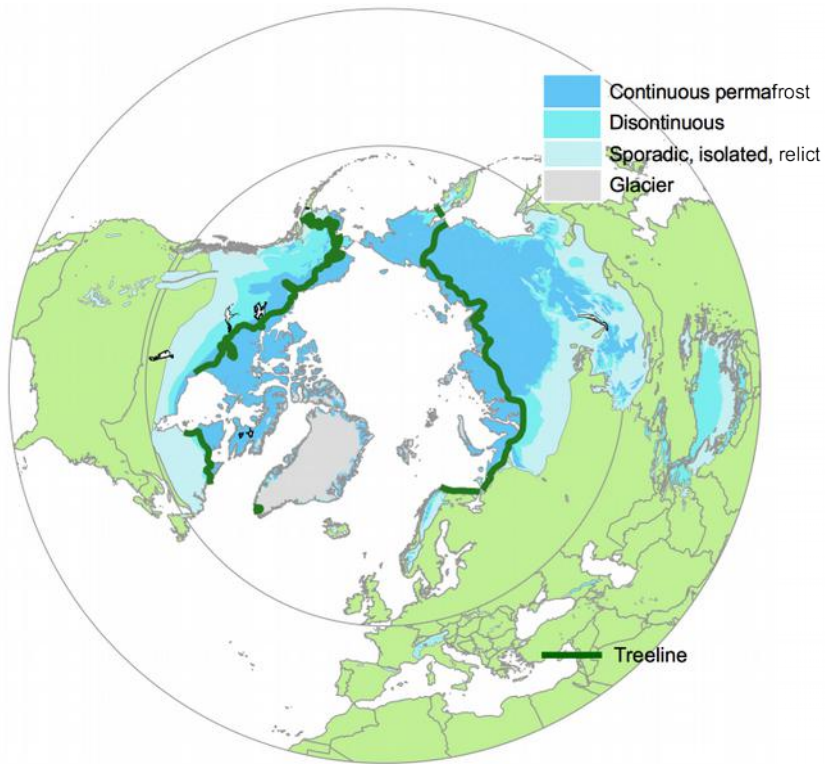 Continuous permafrost
Disontinuous
Sporadic, isolated, relict
Glacier
Treeline